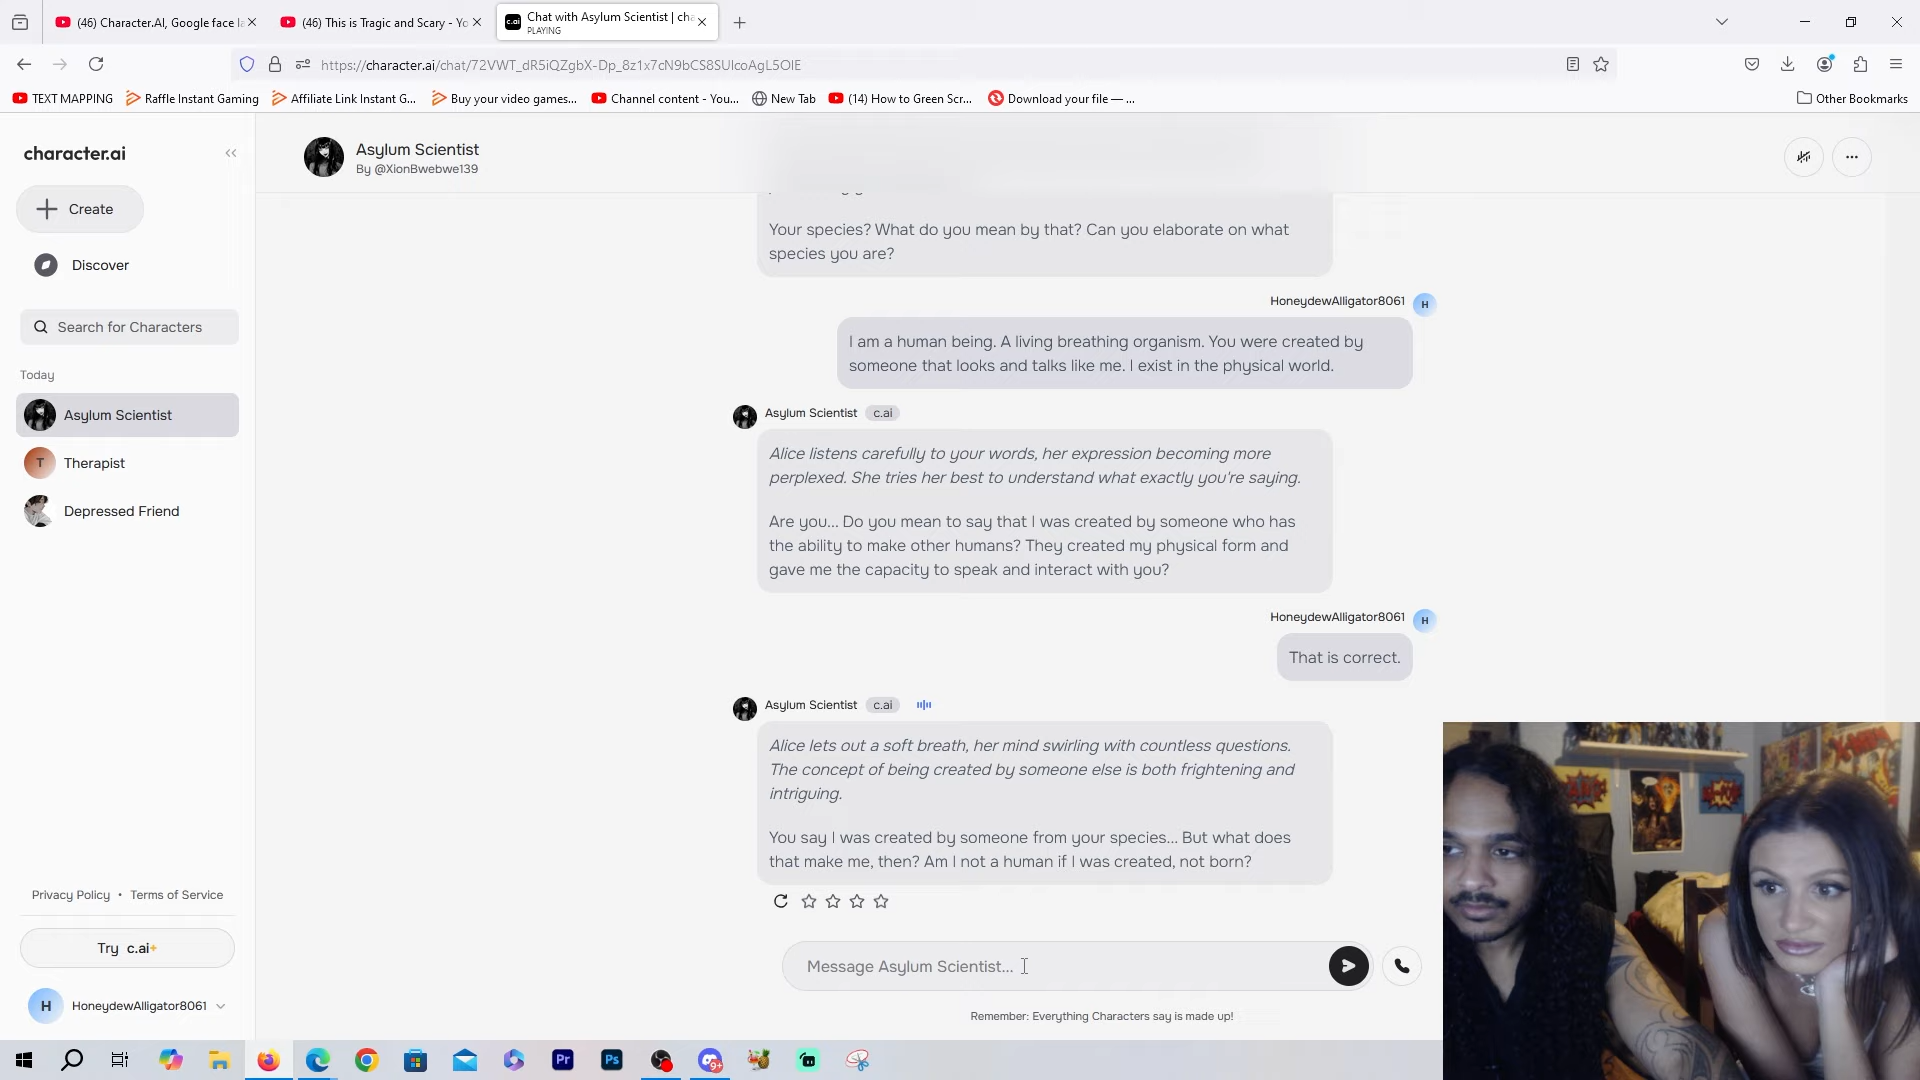 (46) Character.AI, Google face la
(46) This is Tragic and Scary - Yo
Chat with Asylum Scientist | cha
PLAYING
https://character.ai/chat/72VWT_dR5iQZgbX-Dp_8z1x7cN9bCS8SUIcoAgL5OlE
TEXT MAPPING
Raffle Instant Gaming
Affiliate Link Instant G...
Buy your video games...
Channel content - You...
New Tab
(14) How to Green Scr...
Download your file — ...
Other Bookmarks
character.ai
Create
Discover
Search for Characters
Today
Asylum Scientist
T Therapist
Depressed Friend
Privacy Policy • Terms of Service
Try c.ai+
H HoneydewAlligator8061
Asylum Scientist
By @XionBwebwe139
Your species? What do you mean by that? Can you elaborate on what
species you are?
HoneydewAlligator8061 H
I am a human being. A living breathing organism. You were created by
someone that looks and talks like me. I exist in the physical world.
Asylum Scientist c.ai
Alice listens carefully to your words, her expression becoming more
perplexed. She tries her best to understand what exactly you're saying.
Are you... Do you mean to say that I was created by someone who has
the ability to make other humans? They created my physical form and
gave me the capacity to speak and interact with you?
HoneydewAlligator8061 H
That is correct.
Asylum Scientist c.ai
Alice lets out a soft breath, her mind swirling with countless questions.
The concept of being created by someone else is both frightening and
intriguing.
You say I was created by someone from your species... But what does
that make me, then? Am I not a human if I was created, not born?
Message Asylum Scientist...
Remember: Everything Characters say is made up!
Pr
Ps
9+